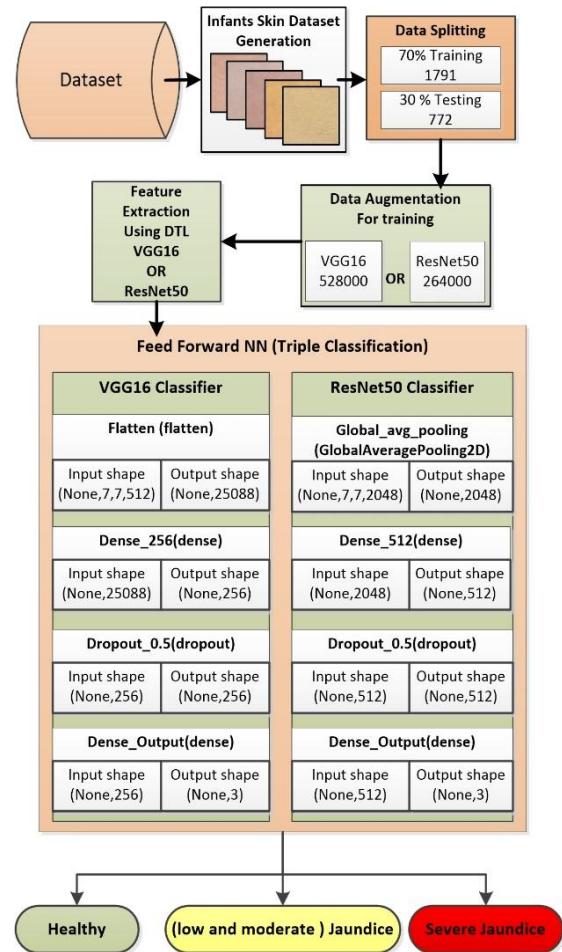 Dataset
Infants Skin Dataset
Generation
Data Splitting
70% Training
1791
30 % Testing
772
Data Augmentation
For training
VGG16
528000
OR
ResNet50
264000
Feature
Extraction
Using DTL
VGG16
OR
ResNet50
Feed Forward NN (Triple Classification)
VGG16 Classifier
Flatten (flatten)
Input shape
(None,7,7,512)
Output shape
(None,25088)
Dense_256(dense)
Input shape
(None,25088)
Output shape
(None,256)
Dropout_0.5(dropout)
Input shape
(None,256)
Output shape
(None,256)
Dense_Output(dense)
Input shape
(None,256)
Output shape
(None,3)
ResNet50 Classifier
Global_avg_pooling
(GlobalAveragePooling2D)
Input shape
(None,7,7,2048)
Output shape
(None,2048)
Dense_512(dense)
Input shape
(None,2048)
Output shape
(None,512)
Dropout_0.5(dropout)
Input shape
(None,512)
Output shape
(None,512)
Dense_Output(dense)
Input shape
(None,512)
Output shape
(None,3)
Healthy
(low and moderate ) Jaundice
Severe Jaundice